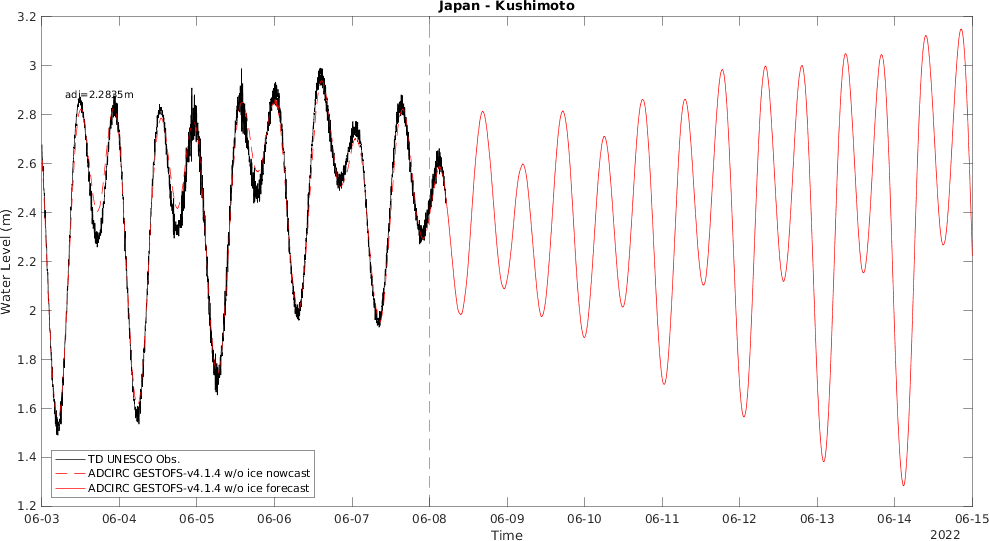 Japan - Kushimoto
3.2
3
2.8
2.6
2.4
2.2
2
1.8
1.6
1.4
1.2
Water Level (m)
adj=2.2835m
TD UNESCO Obs.
ADCIRC GESTOFS-v4.1.4 w/o ice nowcast
ADCIRC GESTOFS-v4.1.4 w/o ice forecast
06-03 06-04 06-05 06-06 06-07 06-08 06-09 06-10 06-11 06-12 06-13 06-14 06-15
Time
2022